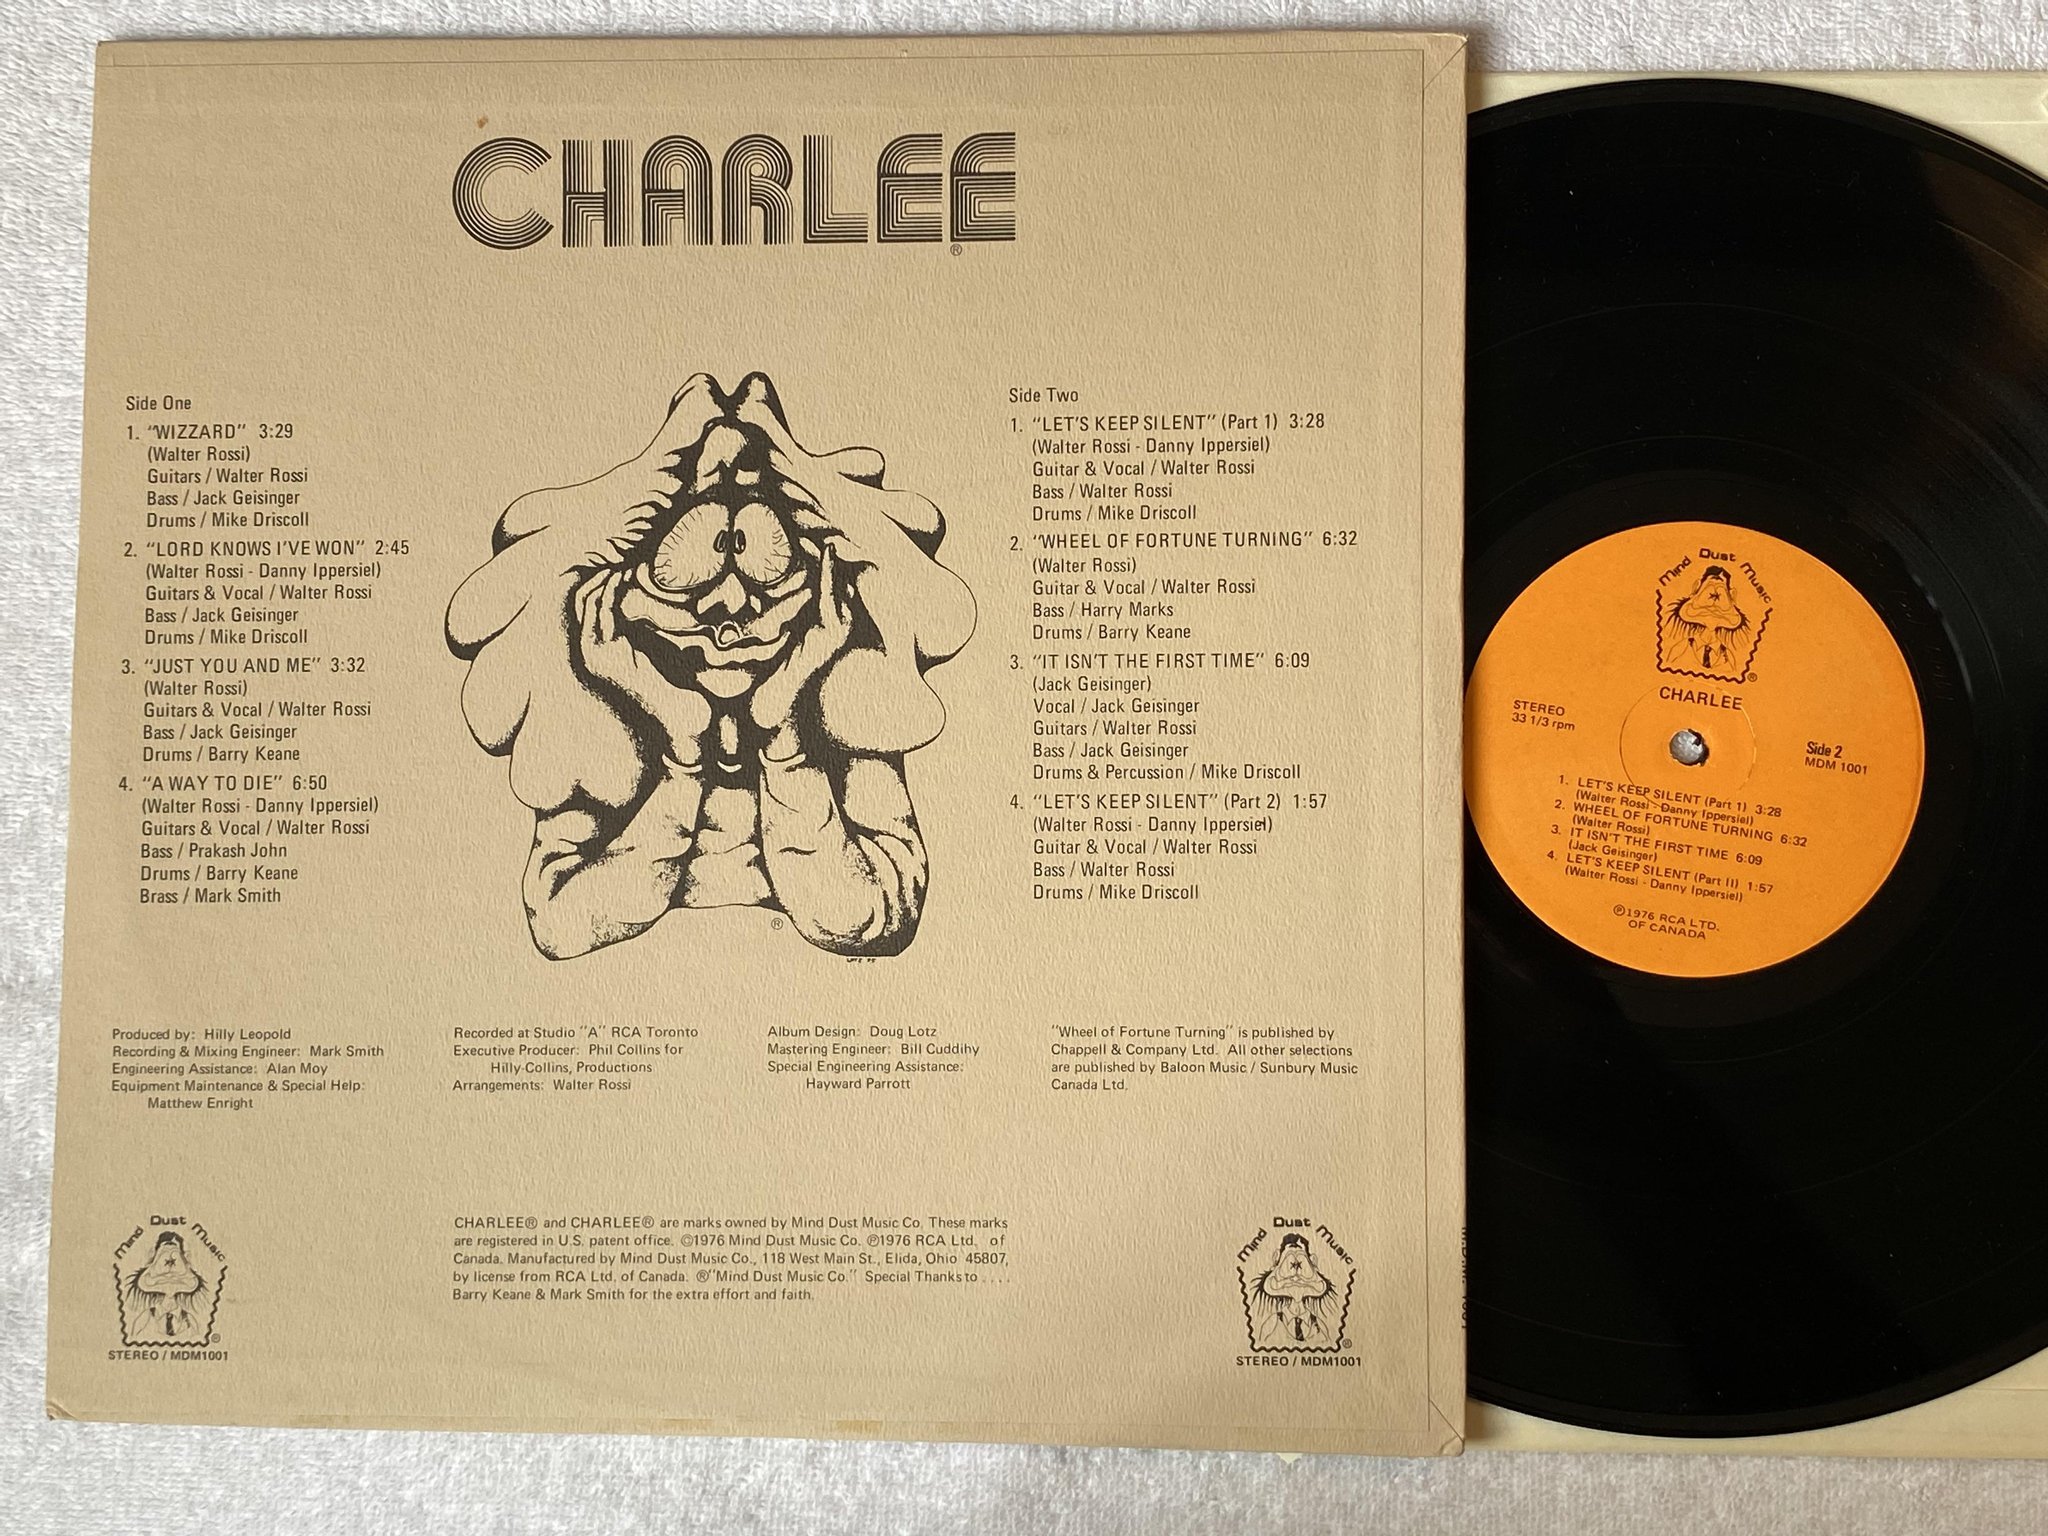 CHARLEE
®
Side One
1. "WIZZARD" 3:29
(Walter Rossi)
Guitars / Walter Rossi
Bass / Jack Geisinger
Drums / Mike Driscoll
2. "LORD KNOWS I'VE WON" 2:45
(Walter Rossi - Danny Ippersiel)
Guitars & Vocal / Walter Rossi
Bass / Jack Geisinger
Drums / Mike Driscoll
3. "JUST YOU AND ME" 3:32
(Walter Rossi)
Guitars & Vocal / Walter Rossi
Bass / Jack Geisinger
Drums / Barry Keane
4. "A WAY TO DIE" 6:50
(Walter Rossi - Danny Ippersiel)
Guitars & Vocal / Walter Rossi
Bass / Prakash John
Drums / Barry Keane
Brass / Mark Smith
®
Side Two
1. "LET'S KEEP SILENT" (Part 1) 3:28
(Walter Rossi - Danny Ippersiel)
Guitar & Vocal / Walter Rossi
Bass / Walter Rossi
Drums / Mike Driscoll
2. "WHEEL OF FORTUNE TURNING" 6:32
(Walter Rossi)
Guitar & Vocal / Walter Rossi
Bass / Harry Marks
Drums / Barry Keane
3. "IT ISN'T THE FIRST TIME" 6:09
(Jack Geisinger)
Vocal / Jack Geisinger
Guitars / Walter Rossi
Bass / Jack Geisinger
Drums & Percussion / Mike Driscoll
4. "LET'S KEEP SILENT" (Part 2) 1:57
(Walter Rossi - Danny Ippersiel)
Guitar & Vocal / Walter Rossi
Bass / Walter Rossi
Drums / Mike Driscoll
Produced by: Hilly Leopold
Recording & Mixing Engineer: Mark Smith
Engineering Assistance: Alan Moy
Equipment Maintenance & Special Help:
Matthew Enright
Recorded at Studio "A" RCA Toronto
Executive Producer: Phil Collins for
Hilly-Collins, Productions
Arrangements: Walter Rossi
Album Design: Doug Lotz
Mastering Engineer: Bill Cuddihy
Special Engineering Assistance:
Hayward Parrott
"Wheel of Fortune Turning" is published by
Chappell & Company Ltd. All other selections
are published by Baloon Music / Sunbury Music
Canada Ltd.
Mind Dust Music
®
STEREO / MDM1001
CHARLEE® and CHARLEE® are marks owned by Mind Dust Music Co. These marks
are registered in U.S. patent office. ©1976 Mind Dust Music Co. ℗1976 RCA Ltd. of
Canada. Manufactured by Mind Dust Music Co., 118 West Main St., Elida, Ohio 45807,
by license from RCA Ltd. of Canada. ®"Mind Dust Music Co." Special Thanks to ....
Barry Keane & Mark Smith for the extra effort and faith.
Mind Dust Music
®
STEREO / MDM1001
Mind Dust Music
®
CHARLEE
STEREO
33 1/3 rpm
Side 2
MDM 1001
1. LET'S KEEP SILENT (Part 1) 3:28
(Walter Rossi - Danny Ippersiel)
2. WHEEL OF FORTUNE TURNING 6:32
(Walter Rossi)
3. IT ISN'T THE FIRST TIME 6:09
(Jack Geisinger)
4. LET'S KEEP SILENT (Part II) 1:57
(Walter Rossi - Danny Ippersiel)
℗1976 RCA LTD.
OF CANADA